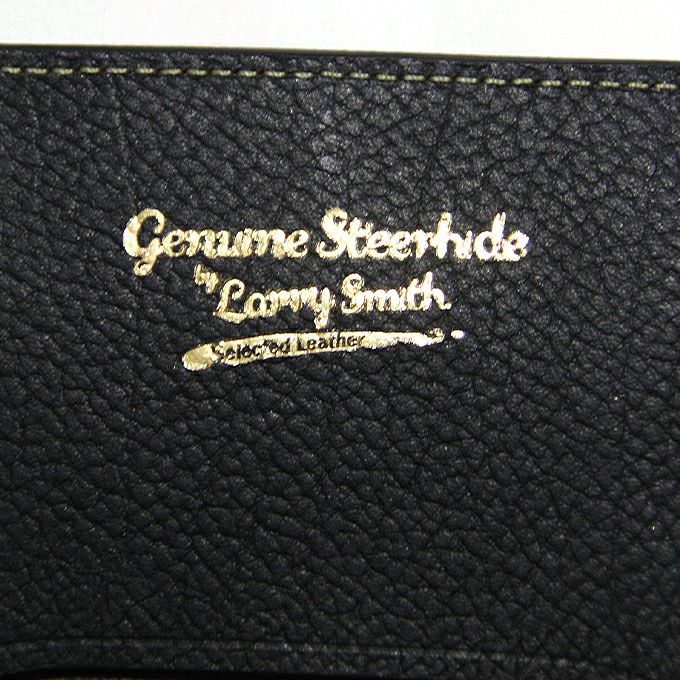 Genuine Steerhide
by
Larry Smith
Selected Leather